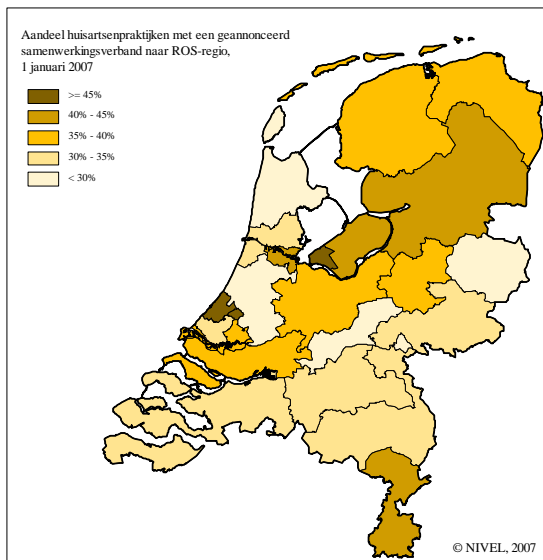 Aandeel huisartsenpraktijken met een geannonceerd
samenwerkingsverband naar ROS-regio,
1 januari 2007
>= 45%
40% - 45%
35% - 40%
30% - 35%
< 30%
© NIVEL, 2007